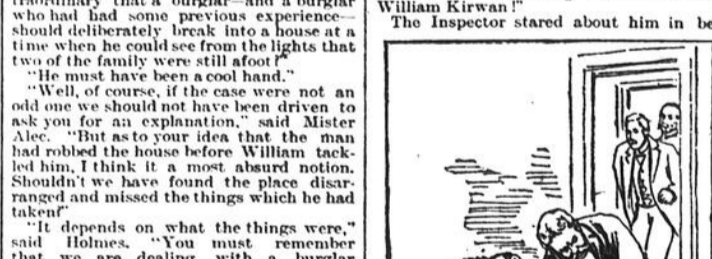 traordinary that a burglar—and a burglar
who had had some previous experience—
should deliberately break into a house at a
time when he could see from the lights that
two of the family were still afoot?"
"He must have been a cool hand."
"Well, of course, if the case were not an
odd one we should not have been driven to
ask you for an explanation," said Mister
Alec. "But as to your idea that the man
had robbed the house before William tack-
led him, I think it a most absurd notion.
Shouldn't we have found the place disar-
ranged and missed the things which he had
taken?"
"It depends on what the things were,"
said Holmes. "You must remember
that we are dealing with a burglar
William Kirwan!"
The Inspector stared about him in be